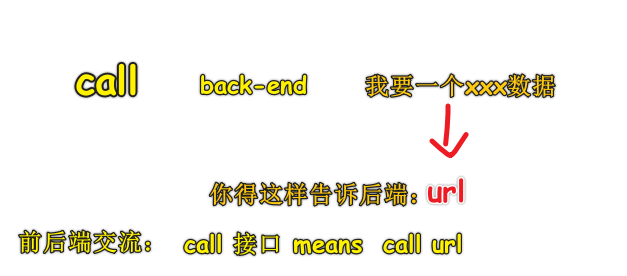 call back-end 我要一个xxx数据
你得这样告诉后端: url
前后端交流: call 接口 means call url